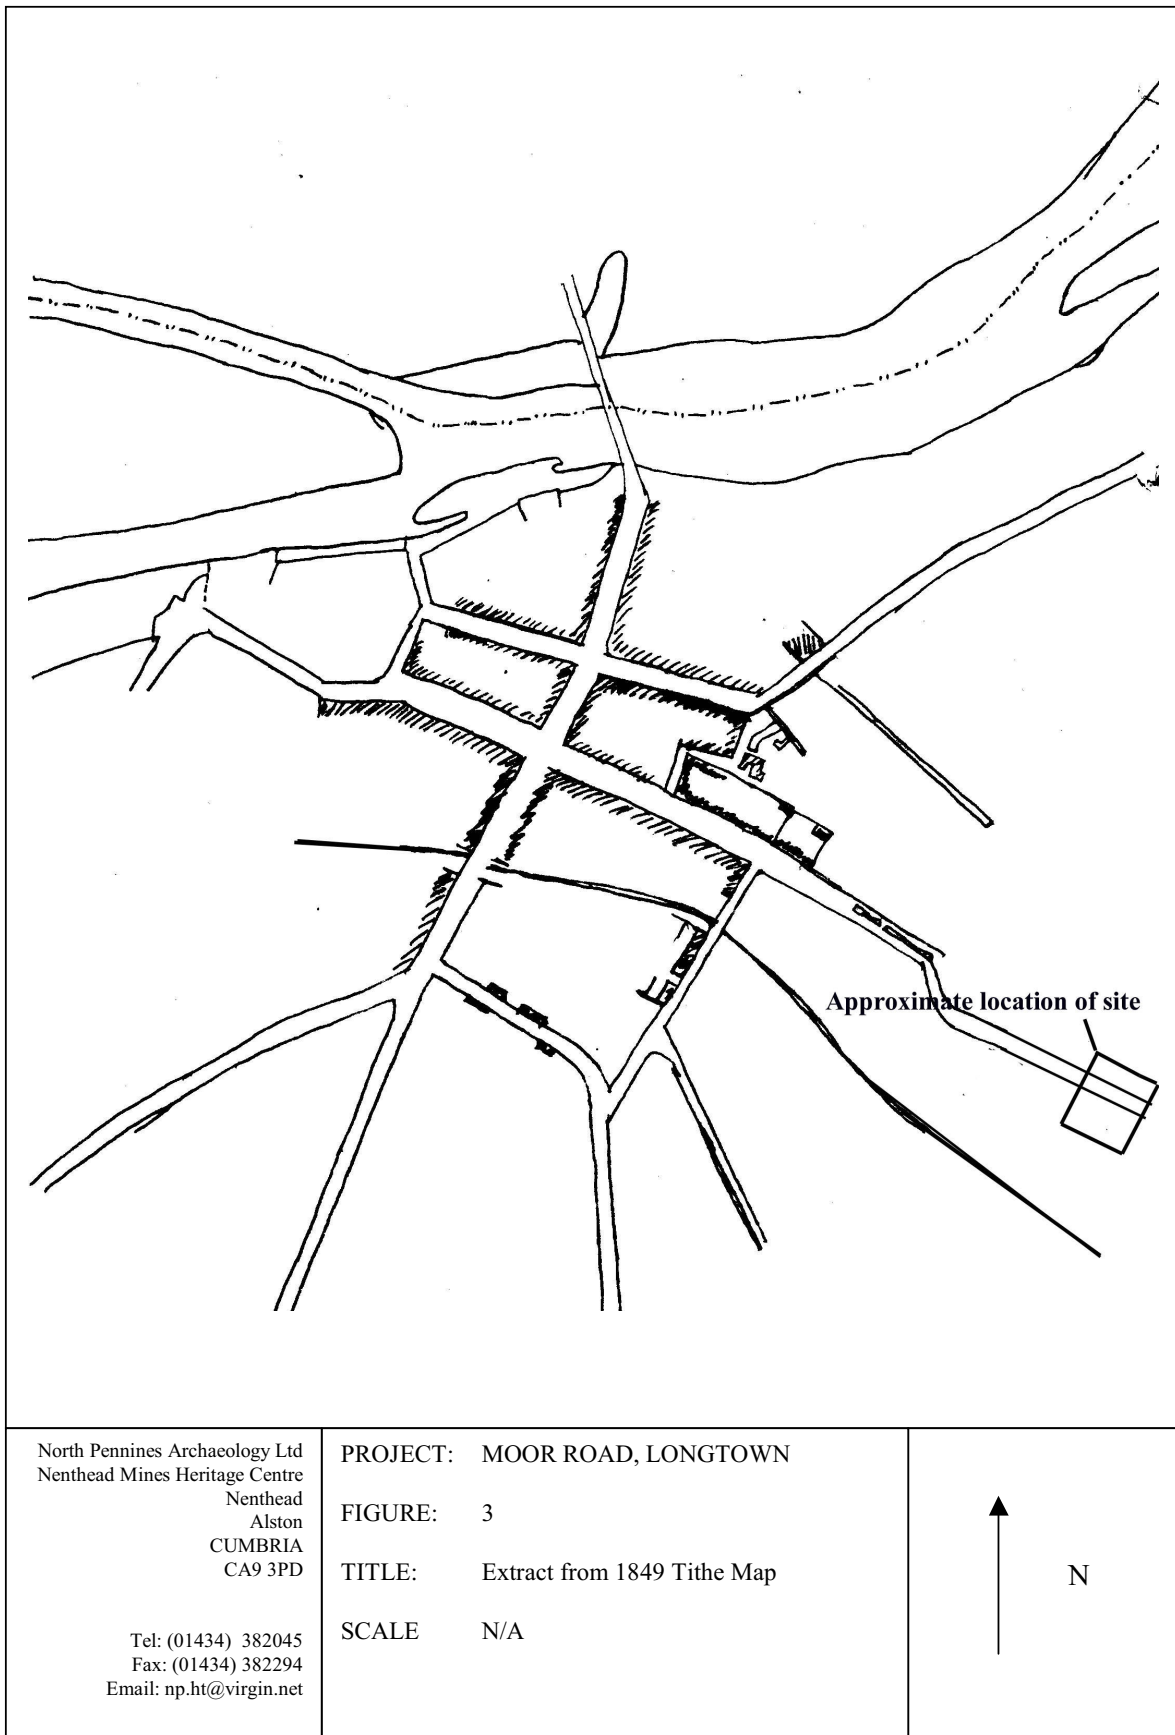 Approximate location of site
North Pennines Archaeology Ltd
Nenthead Mines Heritage Centre
Nenthead
Alston
CUMBRIA
CA9 3PD
Tel: (01434) 382045
Fax: (01434) 382294
Email: np.ht@virgin.net
PROJECT: MOOR ROAD, LONGTOWN
FIGURE: 3
TITLE: Extract from 1849 Tithe Map
SCALE N/A
N